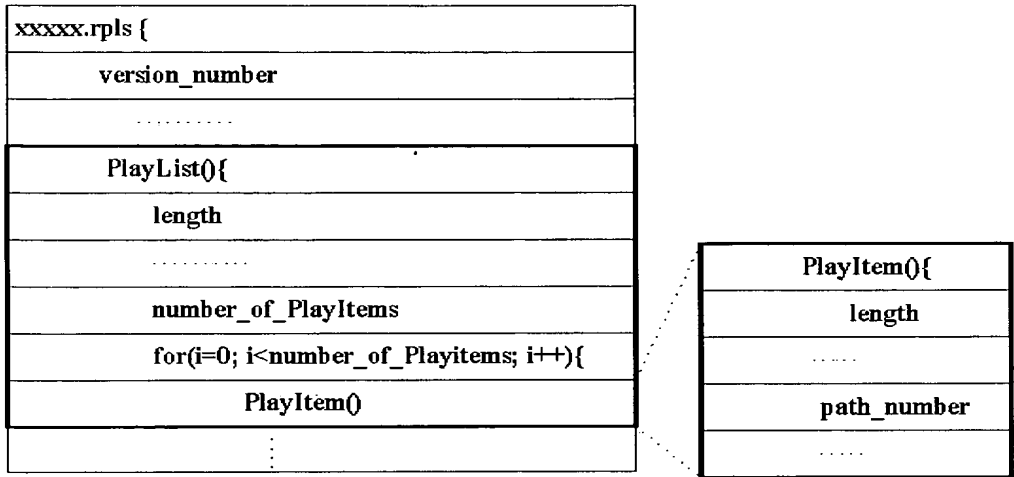 xxxxx.rpls {
version_number
..........
PlayList(){
length
..........
number_of_PlayItems
for(i=0; i<number_of_Playitems; i++){
PlayItem()
PlayItem(){
length
......
path_number
.....